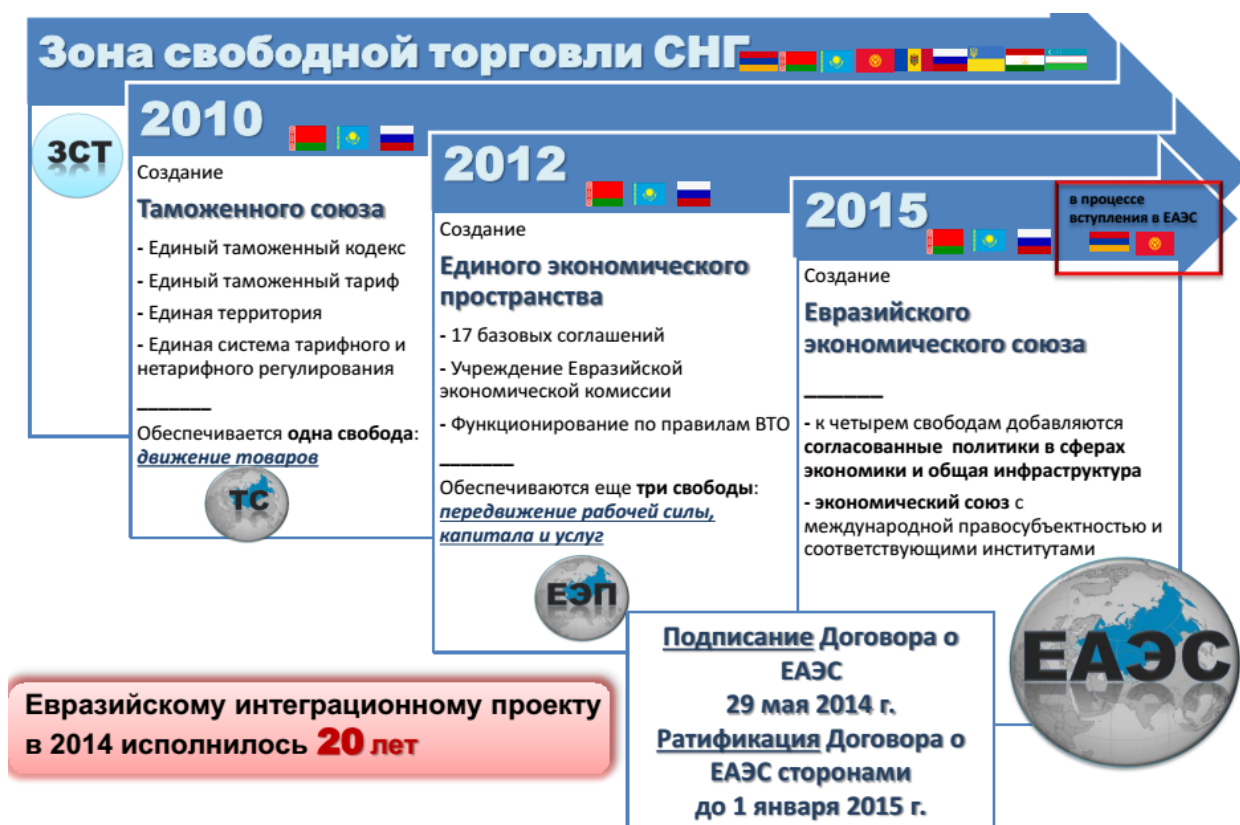 Зона свободной торговли СНГ
ЗСТ
2010
Создание
Таможенного союза
- Единый таможенный кодекс
- Единый таможенный тариф
- Единая территория
- Единая система тарифного и
нетарифного регулирования
_______
Обеспечивается одна свобода:
движение товаров
ТС
2012
Создание
Единого экономического
пространства
- 17 базовых соглашений
- Учреждение Евразийской
экономической комиссии
- Функционирование по правилам ВТО
_______
Обеспечиваются еще три свободы:
передвижение рабочей силы,
капитала и услуг
ЕЭП
2015
в процессе
вступления в ЕАЭС
Создание
Евразийского
экономического союза
_______
- к четырем свободам добавляются
согласованные политики в сферах
экономики и общая инфраструктура
- экономический союз с
международной правосубъектностью и
соответствующими институтами
ЕАЭС
Подписание Договора о
ЕАЭС
29 мая 2014 г.
Ратификация Договора о
ЕАЭС сторонами
до 1 января 2015 г.
Евразийскому интеграционному проекту
в 2014 исполнилось 20 лет